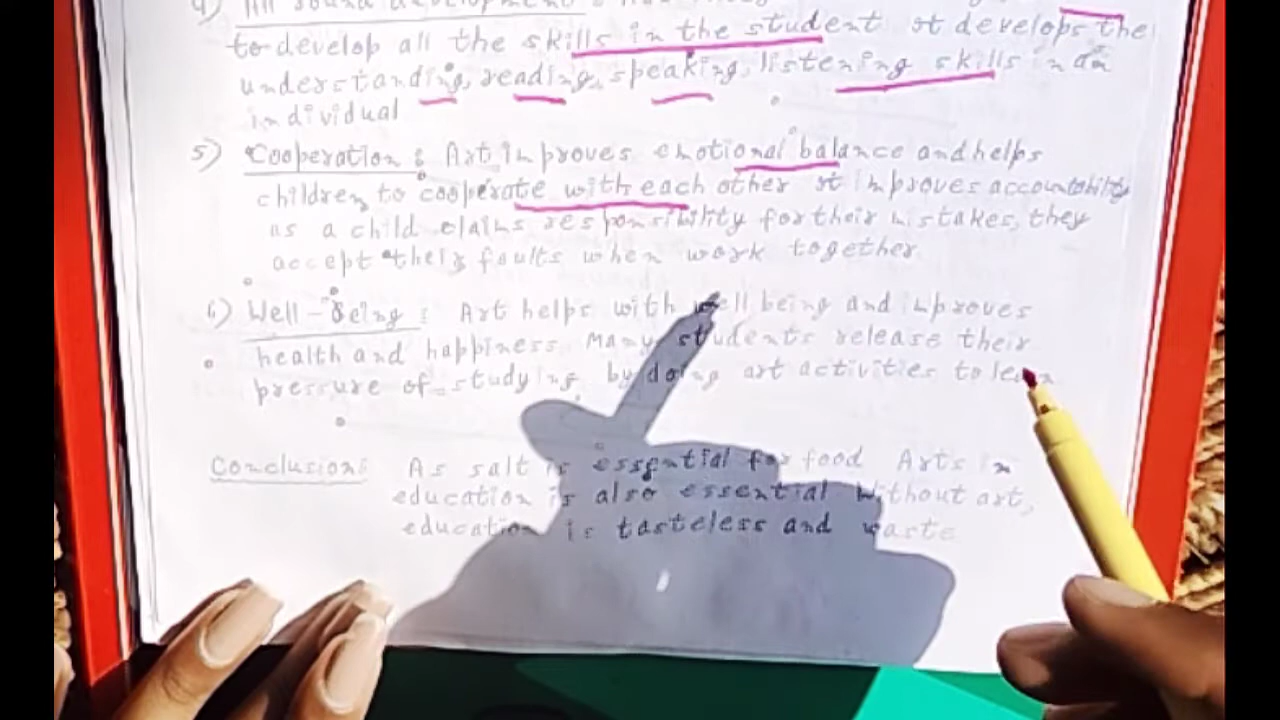 4) All sound development :
to develop all the skills in the student It develops the
understanding, reading, speaking, listening skills in an
individual
5) Cooperation : Art improves emotional balance and helps
children to cooperate with each other It improves accountability
as a child claims responsibility for their mistakes, they
accept their faults when work together
6) Well-Being : Art helps with well being and improves
health and happiness Many students release their
pressure of studying by doing art activities to learn
Conclusion : As salt is essential for food Arts in
education is also essential Without art,
education is tasteless and waste